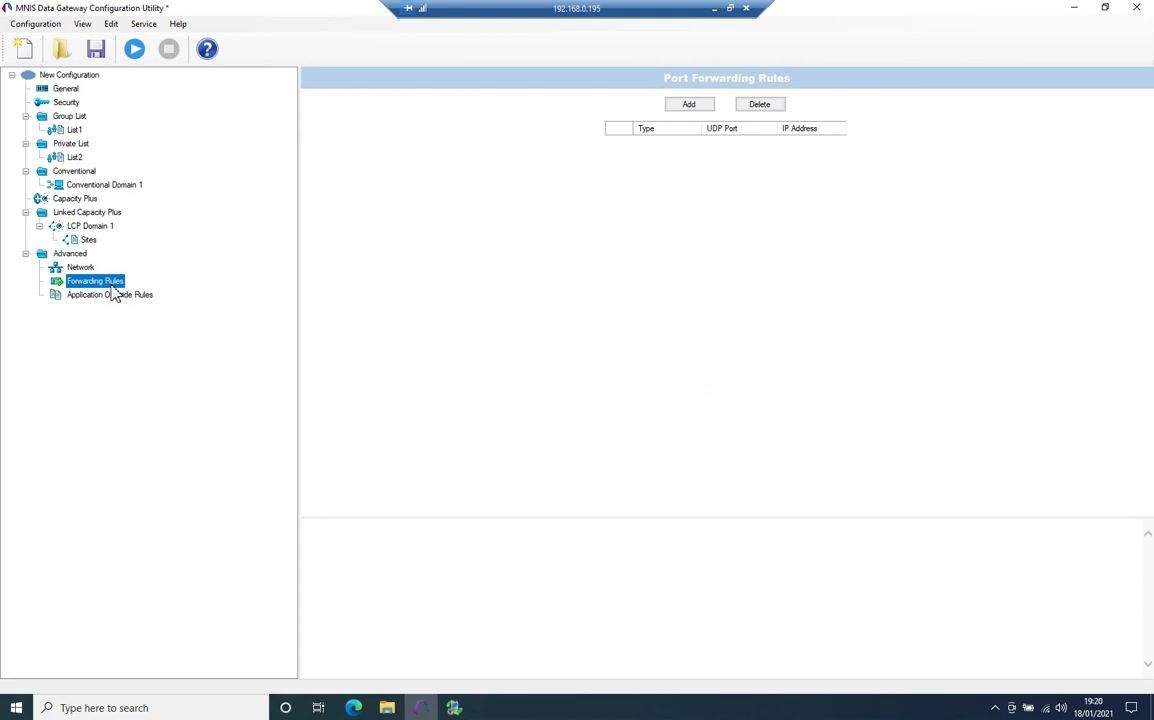 MNIS Data Gateway Configuration Utility *
192.168.0.195
Configuration View Edit Service Help
New Configuration
General
Security
Group List
List1
Private List
List2
Conventional
Conventional Domain 1
Capacity Plus
Linked Capacity Plus
LCP Domain 1
Sites
Advanced
Network
Forwarding Rules
Application O ide Rules
Port Forwarding Rules
Add Delete
Type UDP Port IP Address
Type here to search
19:20
18/01/2021